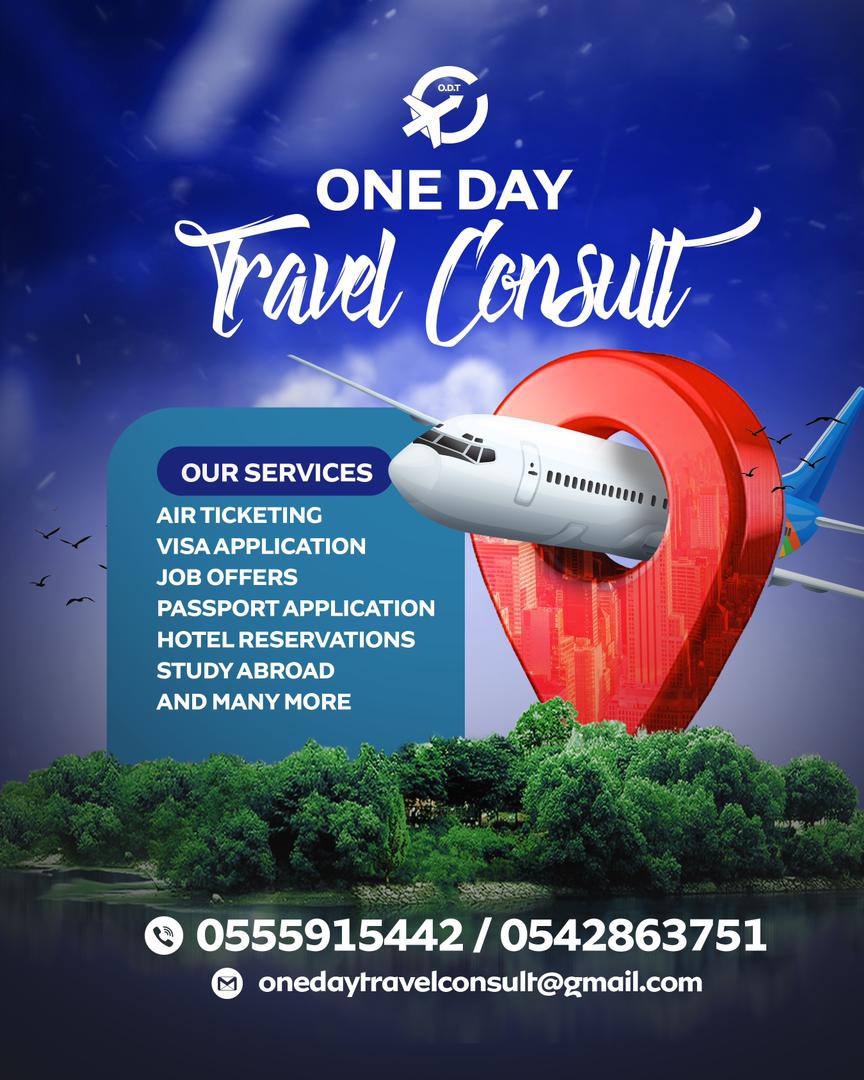 O.D.T
ONE DAY
Travel Consult
OUR SERVICES
AIR TICKETING
VISA APPLICATION
JOB OFFERS
PASSPORT APPLICATION
HOTEL RESERVATIONS
STUDY ABROAD
AND MANY MORE
0555915442 / 0542863751
onedaytravelconsult@gmail.com